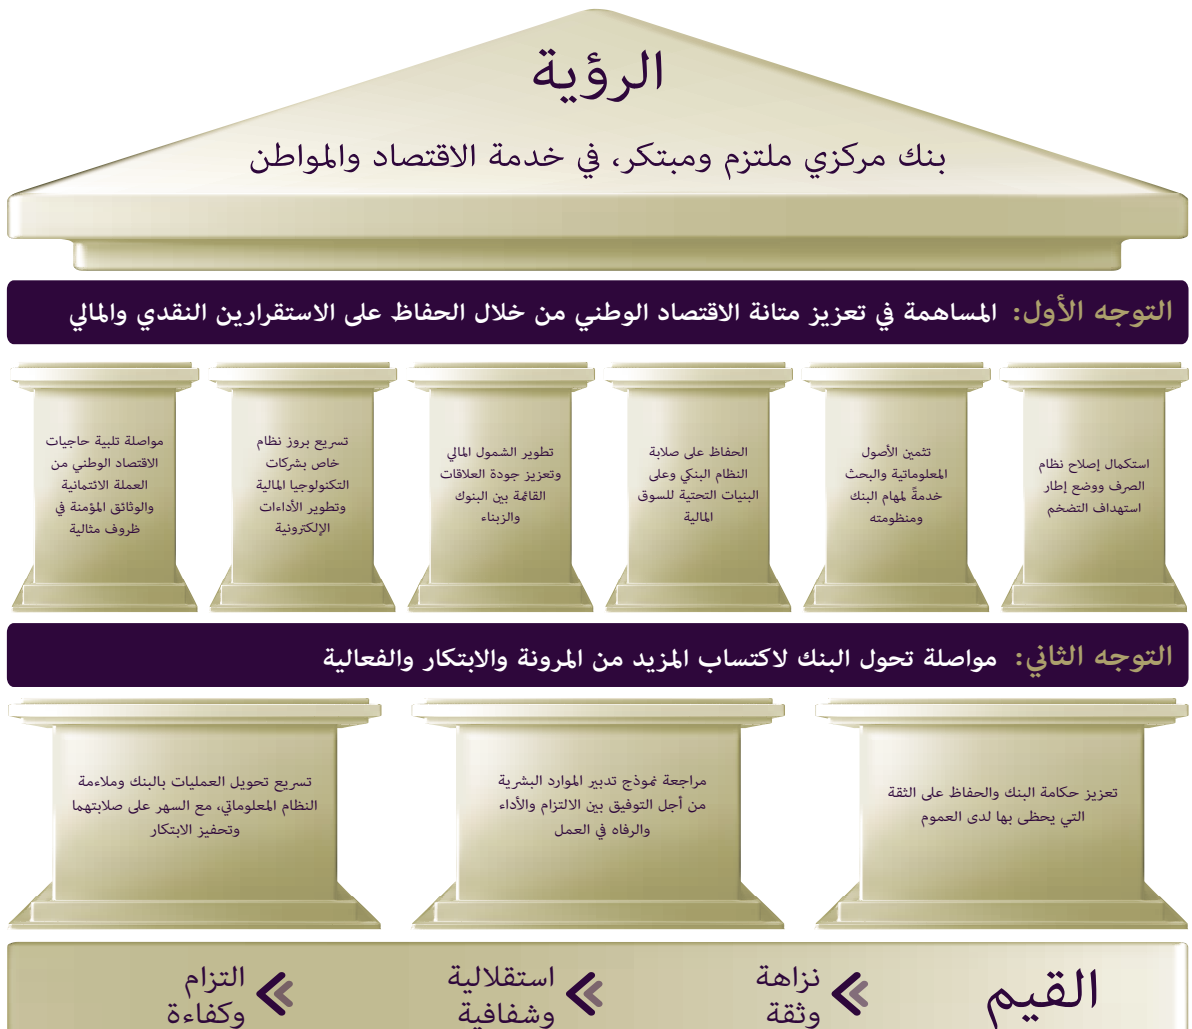 الرؤية
بنك مركزي ملتزم ومبتكر، في خدمة الاقتصاد والمواطن
التوجه الأول: المساهمة في تعزيز متانة الاقتصاد الوطني من خلال الحفاظ على الاستقرارين النقدي والمالي
استكمال إصلاح نظام
الصرف ووضع إطار
استهداف التضخم
تثمين الأصول
المعلوماتية والبحث
خدمةً لمهام البنك
ومنظومته
الحفاظ على صلابة
النظام البنكي وعلى
البنيات التحتية للسوق
المالية
تطوير الشمول المالي
وتعزيز جودة العلاقات
القائمة بين البنوك
والزبناء
تسريع بروز نظام
خاص بشركات
التكنولوجيا المالية
وتطوير الأداءات
الإلكترونية
مواصلة تلبية حاجيات
الاقتصاد الوطني من
العملة الائتمانية
والوثائق المؤمنة في
ظروف مثالية
التوجه الثاني: مواصلة تحول البنك لاكتساب المزيد من المرونة والابتكار والفعالية
تعزيز حكامة البنك والحفاظ على الثقة
التي يحظى بها لدى العموم
مراجعة نموذج تدبير الموارد البشرية
من أجل التوفيق بين الالتزام والأداء
والرفاه في العمل
تسريع تحويل العمليات بالبنك وملاءمة
النظام المعلوماتي، مع السهر على صلابتهما
وتحفيز الابتكار
القيم
نزاهة
وثقة
استقلالية
وشفافية
التزام
وكفاءة